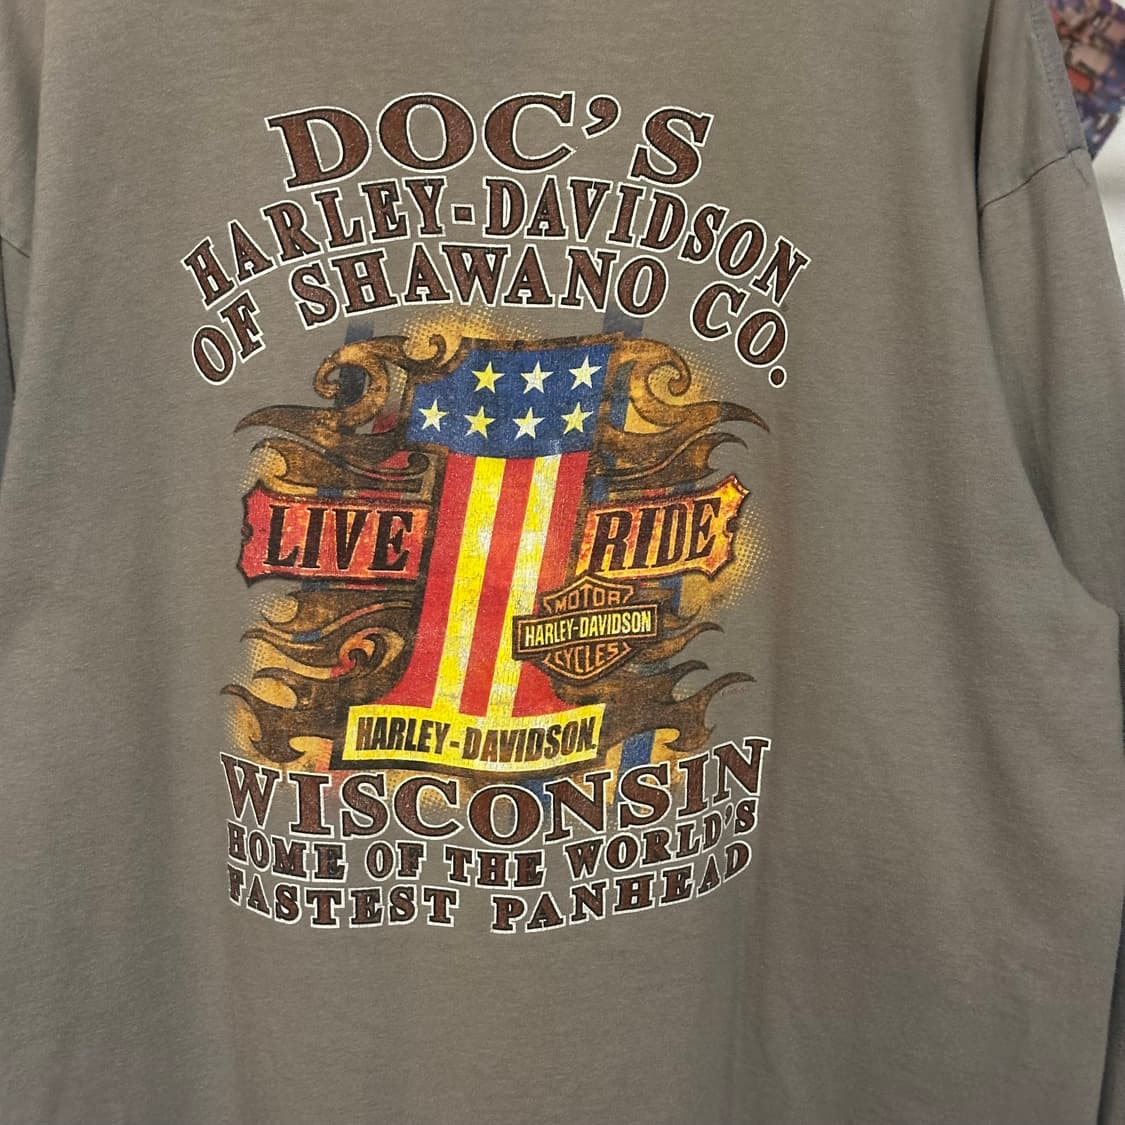 DOC'S
HARLEY-DAVIDSON
OF SHAWANO CO.
LIVE RIDE
MOTOR
HARLEY-DAVIDSON
CYCLES
HARLEY-DAVIDSON
WISCONSIN
HOME OF THE WORLD'S
FASTEST PANHEAD